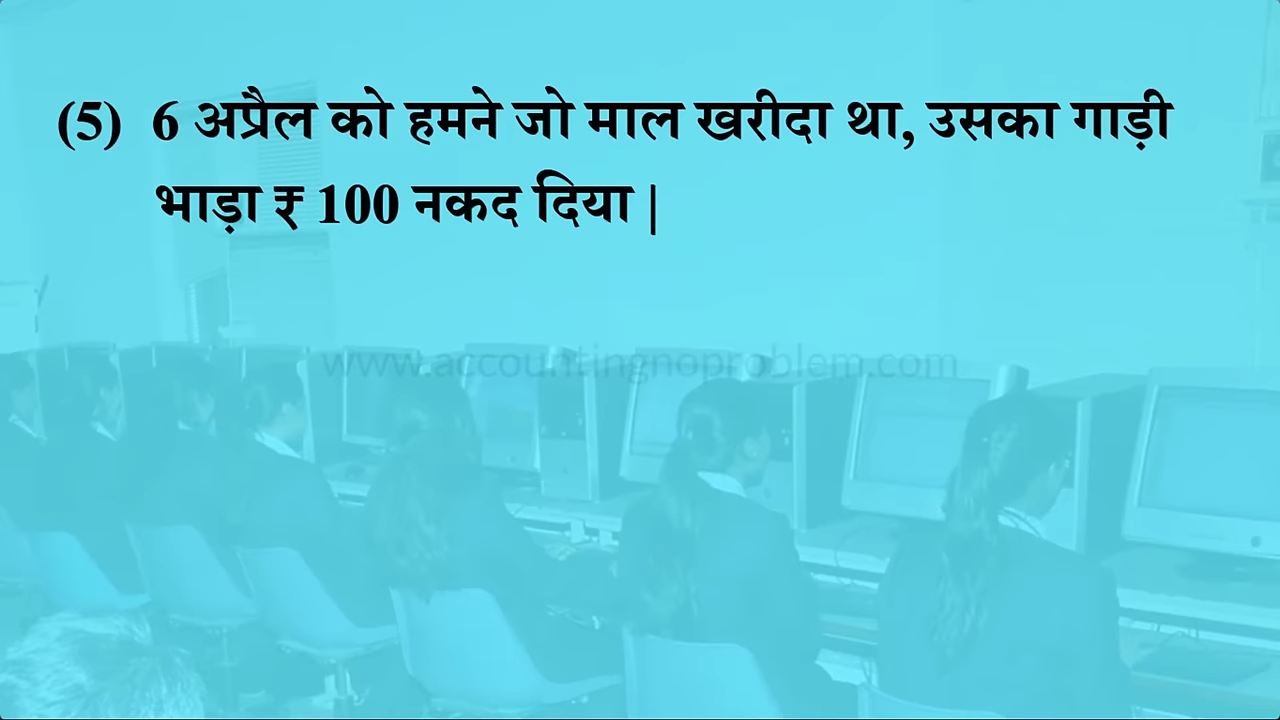 (5) 6 अप्रैल को हमने जो माल खरीदा था, उसका गाड़ी
भाड़ा ₹ 100 नकद दिया |
www.accountingnoproblem.com